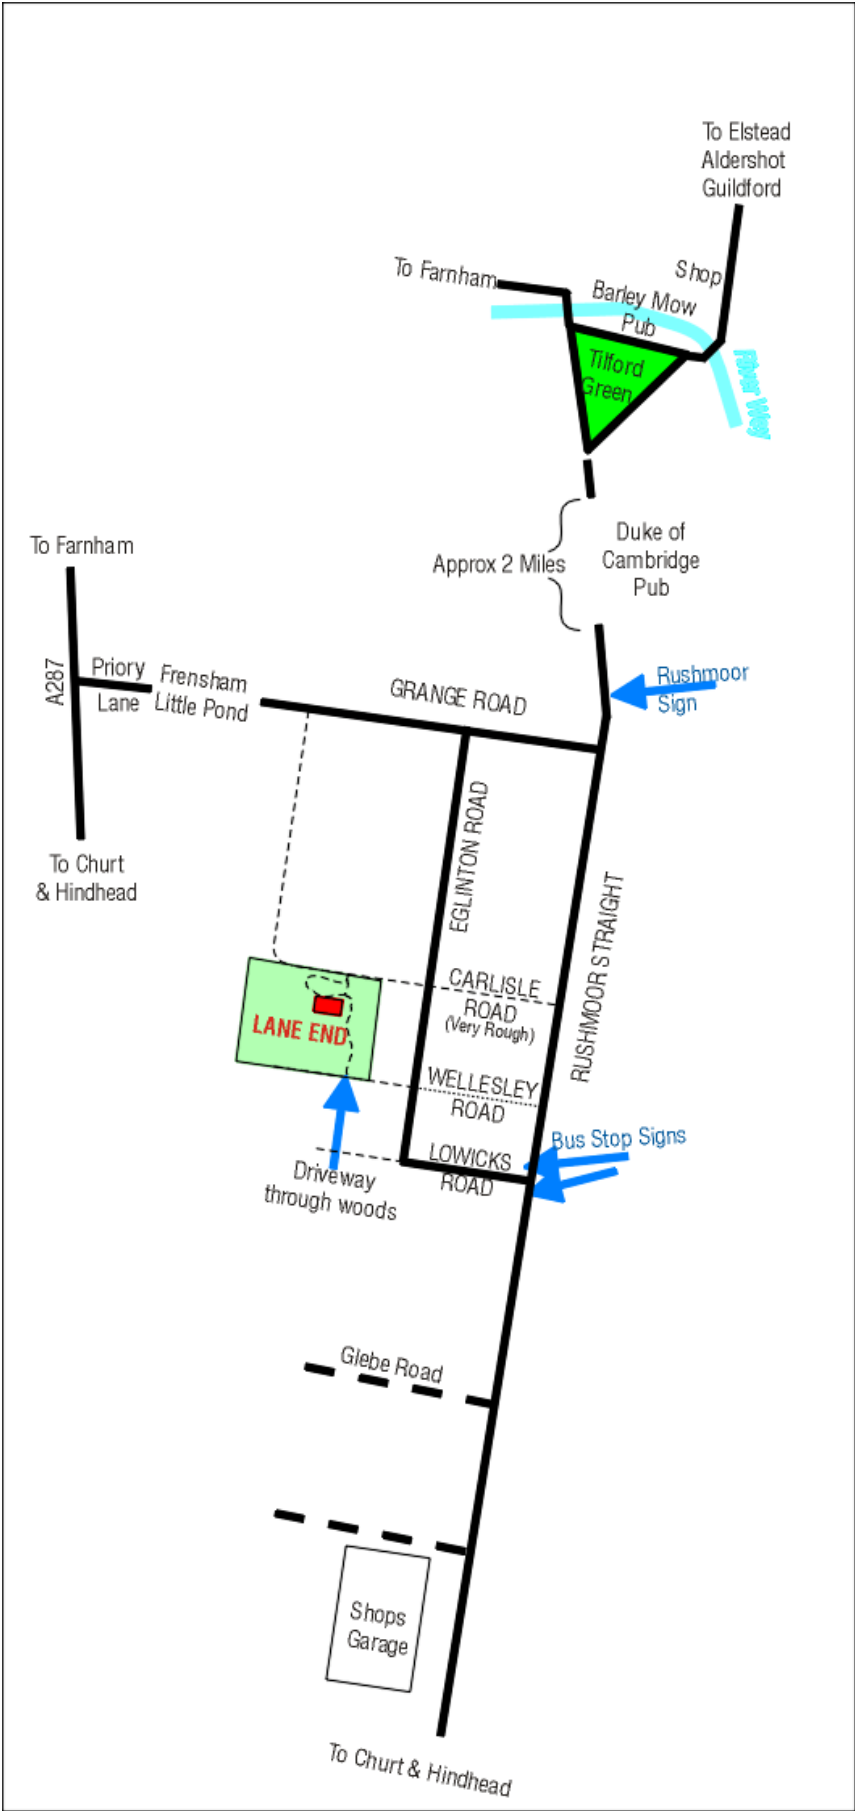 To Elstead
Aldershot
Guildford
To Farnham
Shop
Barley Mow
Pub
Tilford
Green
River Wey
To Farnham
Approx 2 Miles
Duke of
Cambridge
Pub
A287
Priory
Lane
Frensham
Little Pond
GRANGE ROAD
Rushmoor
Sign
To Churt
& Hindhead
EGLINTON ROAD
RUSHMOOR STRAIGHT
CARLISLE
ROAD
(Very Rough)
LANE END
WELLESLEY
ROAD
Bus Stop Signs
LOWICKS
ROAD
Driveway
through woods
Glebe Road
Shops
Garage
To Churt & Hindhead